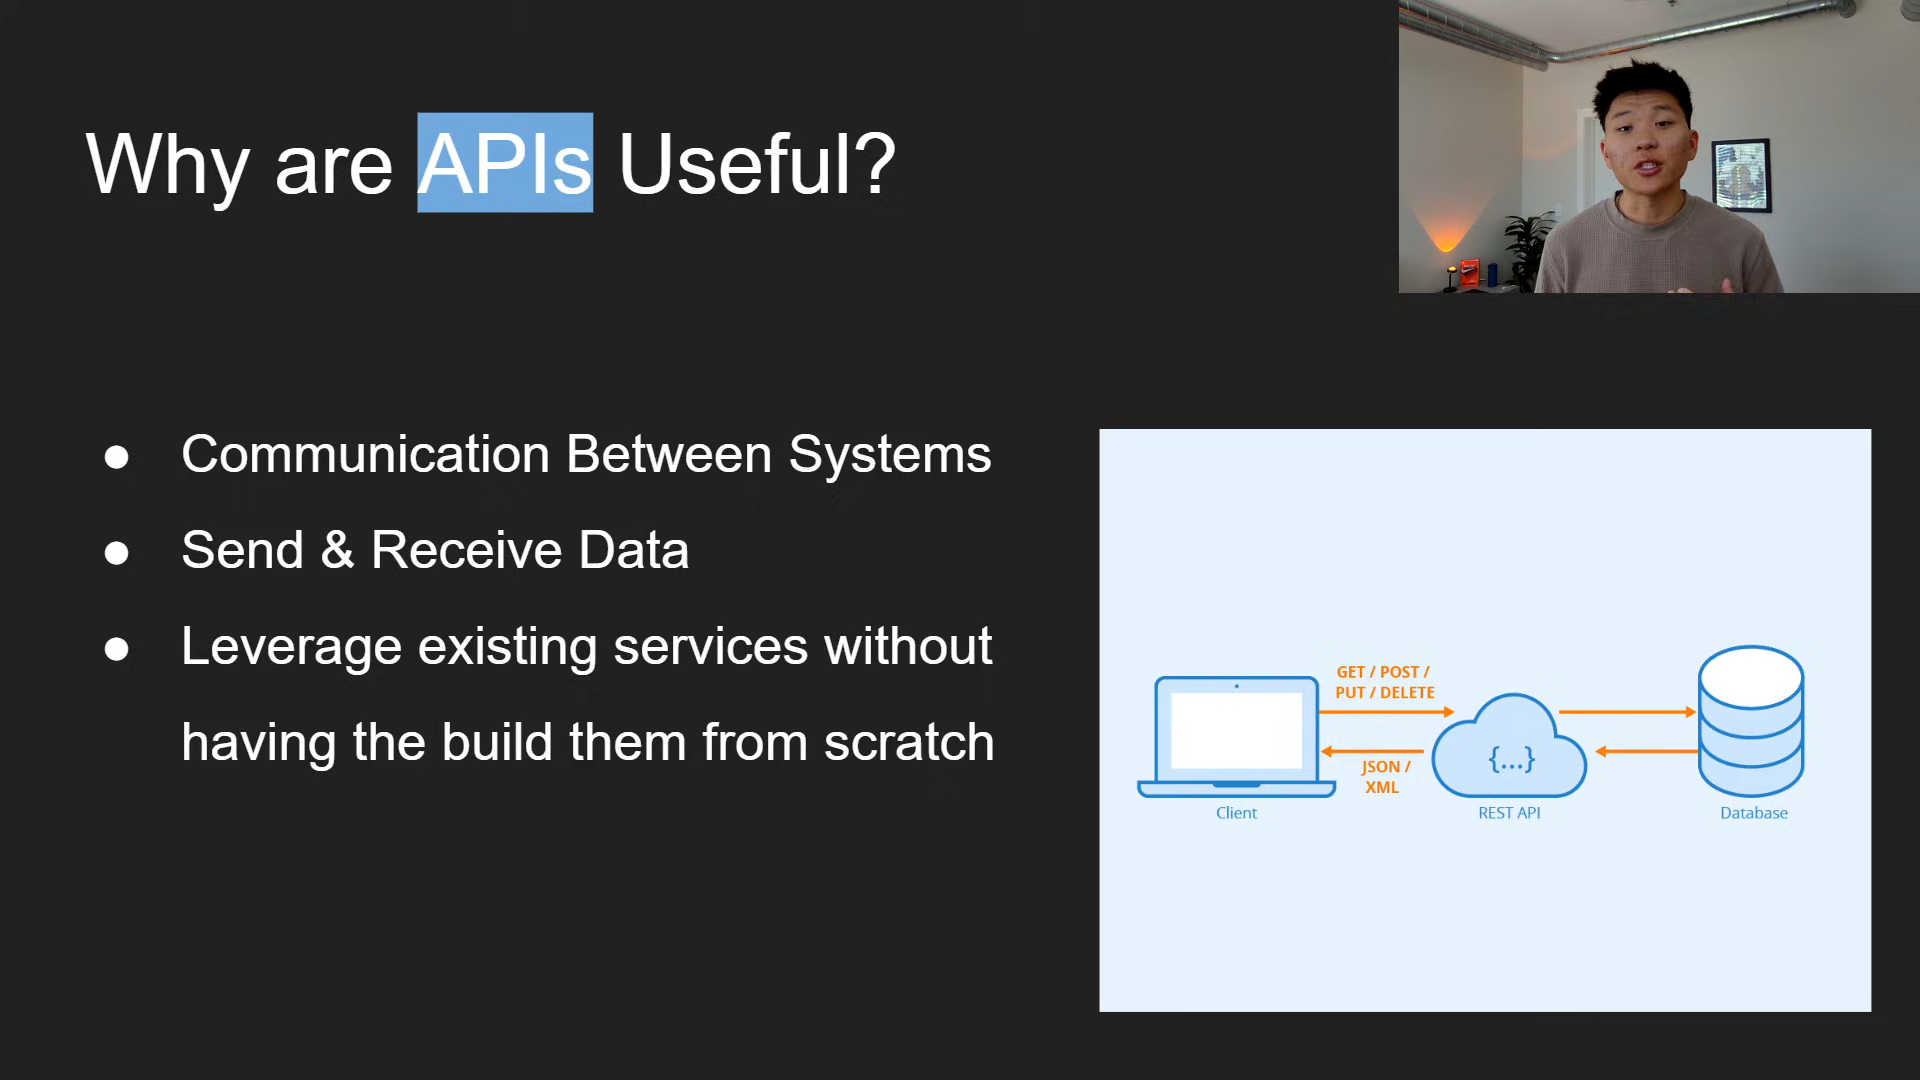 Why are APIs Useful?
● Communication Between Systems
● Send & Receive Data
● Leverage existing services without
having the build them from scratch
GET / POST /
PUT / DELETE
{...}
JSON /
XML
Client
REST API
Database